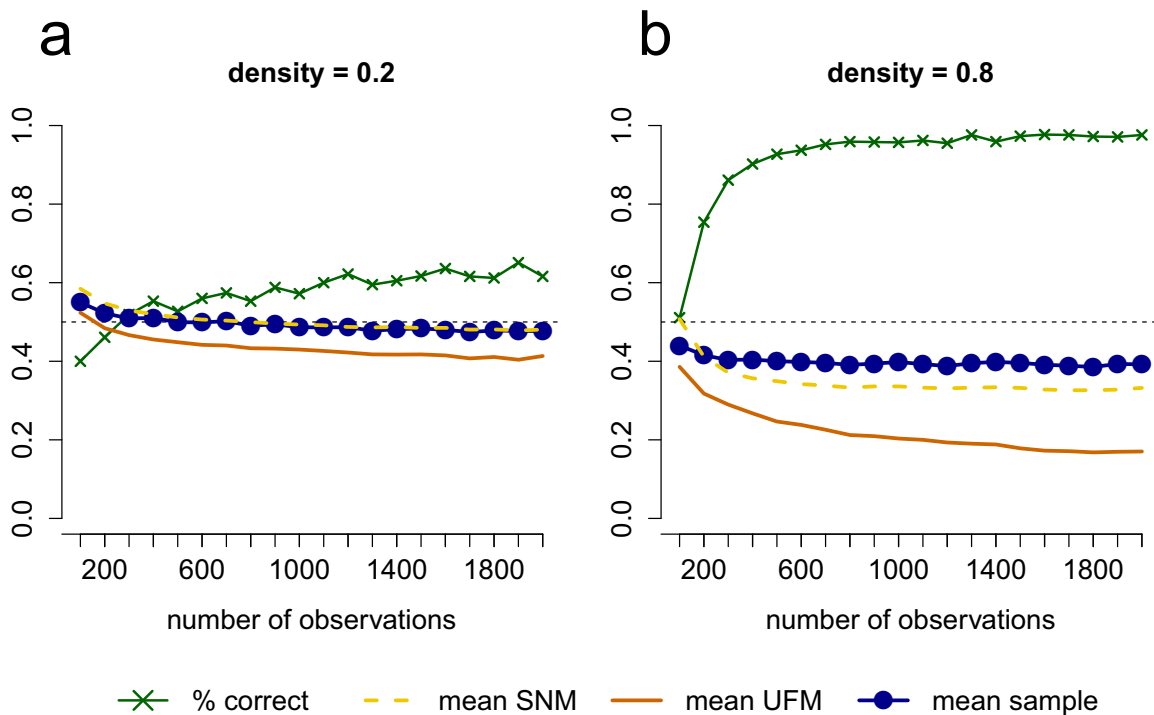 a
b
density = 0.2
density = 0.8
1.0
0.8
0.6
0.4
0.2
0.0
200 600 1000 1400 1800
number of observations
1.0
0.8
0.6
0.4
0.2
0.0
200 600 1000 1400 1800
number of observations
% correct
mean SNM
mean UFM
mean sample